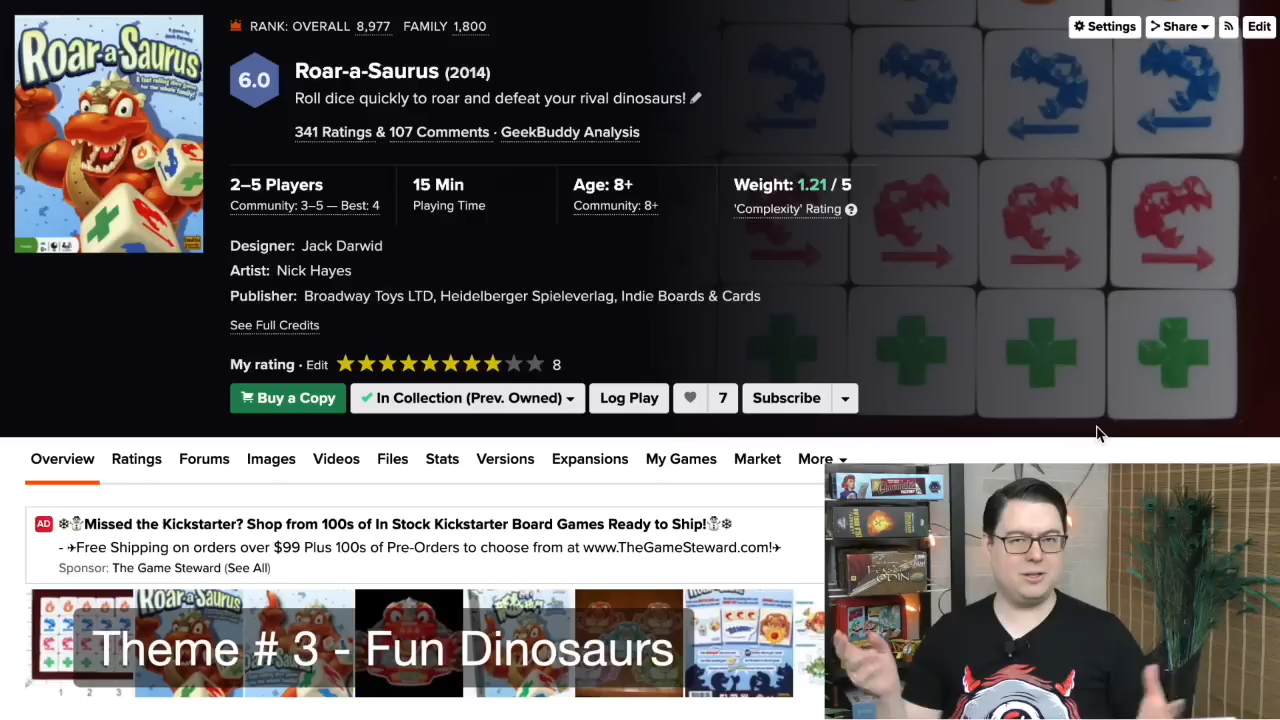 RANK: OVERALL 8,977 FAMILY 1,800
Settings
Share
Edit
Roar-a-Saurus
6.0
Roar-a-Saurus (2014)
Roll dice quickly to roar and defeat your rival dinosaurs!
341 Ratings & 107 Comments · GeekBuddy Analysis
2–5 Players
Community: 3–5 — Best: 4
15 Min
Playing Time
Age: 8+
Community: 8+
Weight: 1.21 / 5
'Complexity' Rating ?
Designer: Jack Darwid
Artist: Nick Hayes
Publisher: Broadway Toys LTD, Heidelberger Spieleverlag, Indie Boards & Cards
See Full Credits
My rating · Edit
8
Buy a Copy
In Collection (Prev. Owned)
Log Play
7
Subscribe
Overview Ratings Forums Images Videos Files Stats Versions Expansions My Games Market More
AD ❄☃Missed the Kickstarter? Shop from 100s of In Stock Kickstarter Board Games Ready to Ship!☃❄
- ✈Free Shipping on orders over $99 Plus 100s of Pre-Orders to choose from at www.TheGameSteward.com!✈
Sponsor: The Game Steward (See All)
Roar-a-Saurus
Theme # 3 - Fun Dinosaurs
1 2 3
ODIN